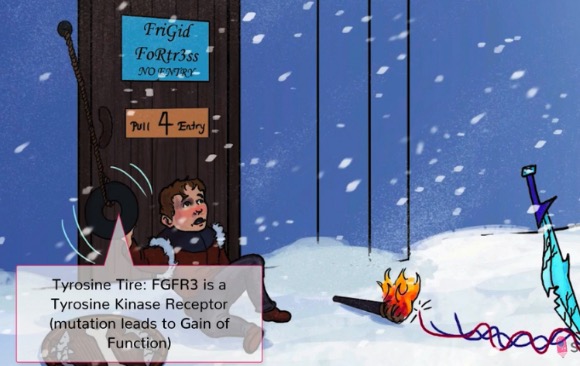 FriGid
FoRtr3ss
NO ENTRY
Pull 4 Entry
Tyrosine Tire: FGFR3 is a
Tyrosine Kinase Receptor
(mutation leads to Gain of
Function)